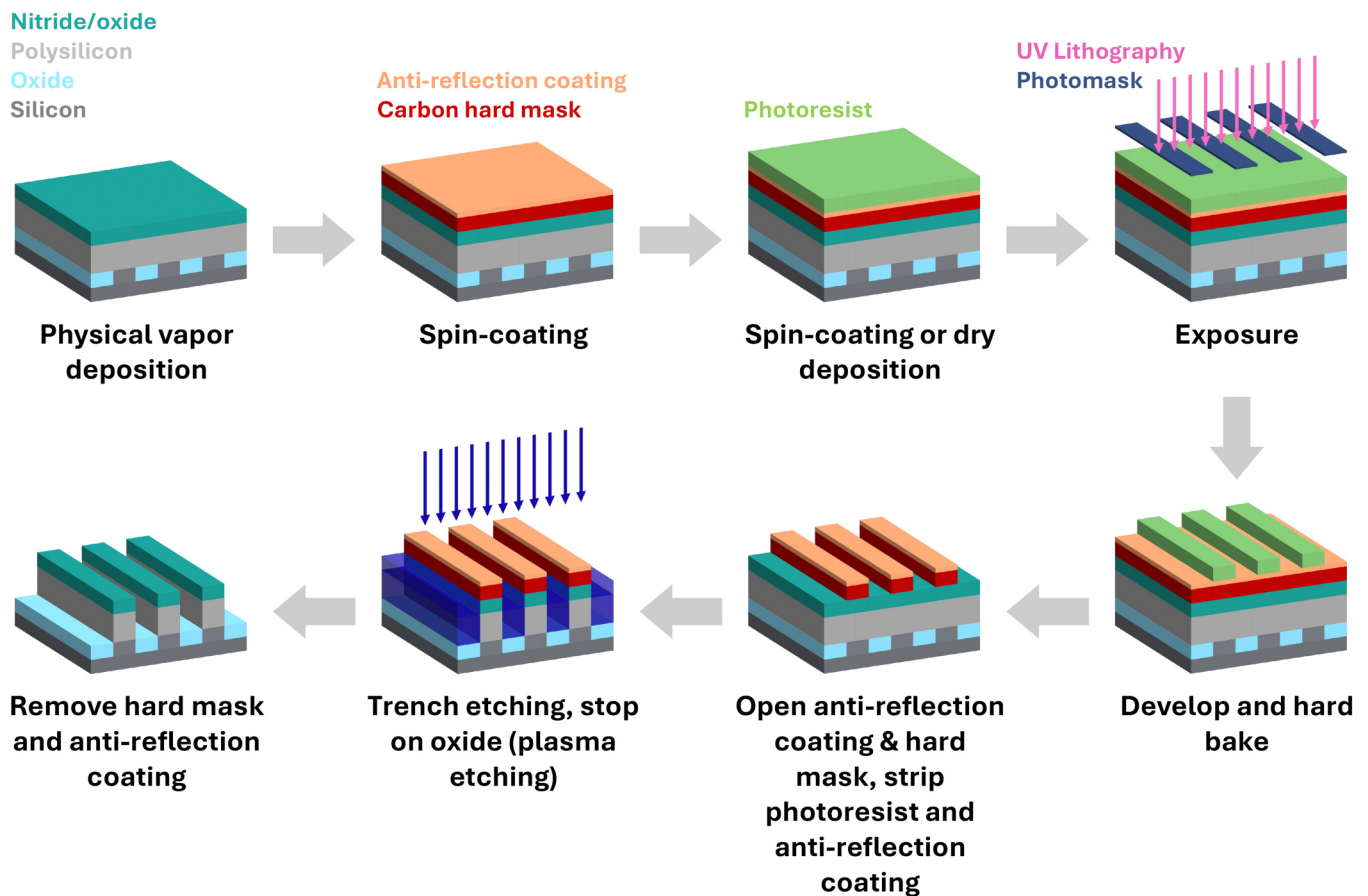 Nitride/oxide
Polysilicon
Oxide
Silicon
Anti-reflection coating
Carbon hard mask
Photoresist
UV Lithography
Photomask
Physical vapor
deposition
Spin-coating
Spin-coating or dry
deposition
Exposure
Remove hard mask
and anti-reflection
coating
Trench etching, stop
on oxide (plasma
etching)
Open anti-reflection
coating & hard
mask, strip
photoresist and
anti-reflection
coating
Develop and hard
bake